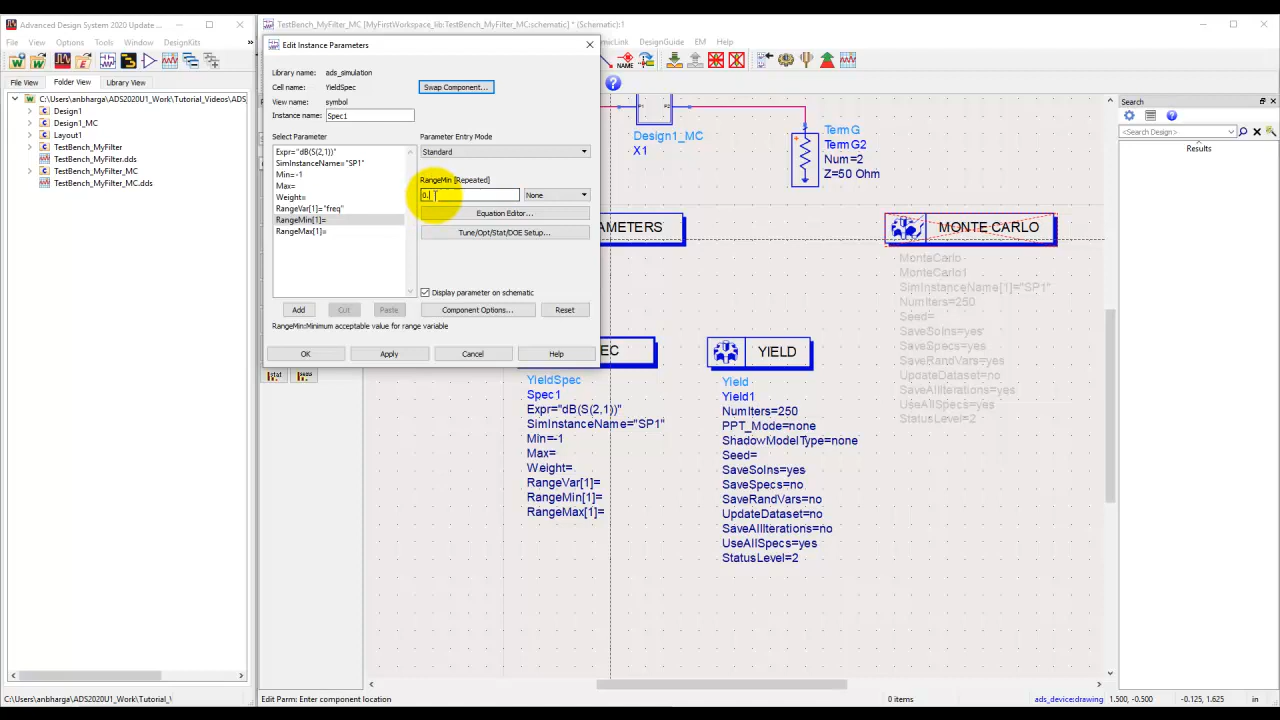 Advanced Design System 2020 Update
File View Options Tools Window DesignKits
File View Folder View Library View
C:\Users\anbharga\ADS2020U1_Work\Tutorial_Videos\ADS
Design1
Design1_MC
Layout1
TestBench_MyFilter
TestBench_MyFilter.dds
TestBench_MyFilter_MC
TestBench_MyFilter_MC.dds
C:\Users\anbharga\ADS2020U1_Work\Tutorial_\
TestBench_MyFilter_MC [MyFirstWorkspace_lib:TestBench_MyFilter_MC:schematic] * (Schematic):1
micLink DesignGuide EM Help
NAME
Edit Instance Parameters
Library name: ads_simulation
Cell name: YieldSpec
Swap Component...
View name: symbol
Instance name: Spec1
Select Parameter
Expr="dB(S(2,1))"
SimInstanceName="SP1"
Min=-1
Max=
Weight=
RangeVar[1]="freq"
RangeMin[1]=
RangeMax[1]=
Parameter Entry Mode
Standard
RangeMin [Repeated]
0.
None
Equation Editor...
Tune/Opt/Stat/DOE Setup...
Display parameter on schematic
Add Cut Paste Component Options... Reset
RangeMin:Minimum acceptable value for range variable
OK Apply Cancel Help
P1 P2
Design1_MC
X1
TermG
TermG2
Num=2
Z=50 Ohm
AMETERS
MONTE CARLO
MonteCarlo
MonteCarlo1
SimInstanceName[1]="SP1"
NumIters=250
Seed=
SaveSolns=yes
SaveSpecs=yes
SaveRandVars=yes
UpdateDataset=no
SaveAllIterations=no
UseAllSpecs=yes
StatusLevel=2
EC
YieldSpec
Spec1
Expr="dB(S(2,1))"
SimInstanceName="SP1"
Min=-1
Max=
Weight=
RangeVar[1]=
RangeMin[1]=
RangeMax[1]=
YIELD
Yield
Yield1
NumIters=250
PPT_Mode=none
ShadowModelType=none
Seed=
SaveSolns=yes
SaveSpecs=no
SaveRandVars=no
UpdateDataset=no
SaveAllIterations=no
UseAllSpecs=yes
StatusLevel=2
Search
<Search Design>
Results
Edit Parm: Enter component location
0 items
ads_device:drawing
1.500, -0.500
-0.125, 1.625
in